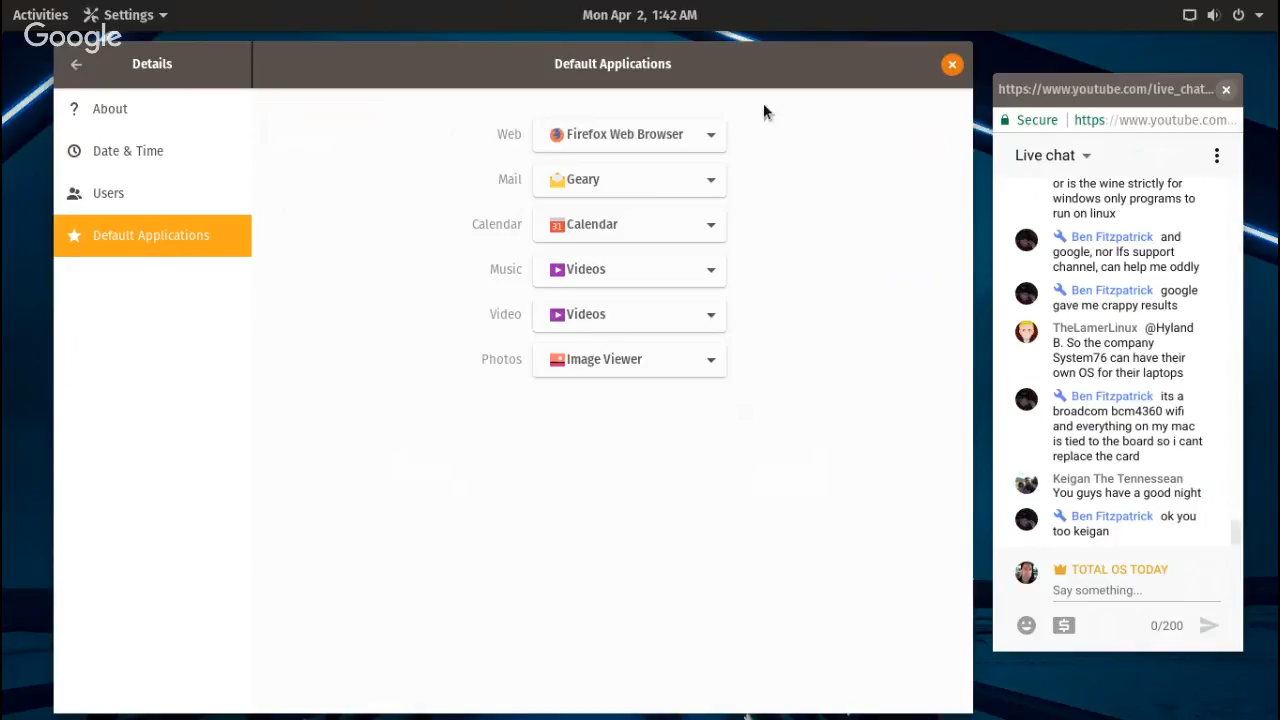 Activities
Settings
Mon Apr 2, 1:42 AM
Google
Details
Default Applications
About
Date & Time
Users
Default Applications
Web
Firefox Web Browser
Mail
Geary
Calendar
31
Calendar
Music
Videos
Video
Videos
Photos
Image Viewer
https://www.youtube.com/live_chat...
Secure
https://www.youtube.com...
Live chat
or is the wine strictly for
windows only programs to
run on linux
Ben Fitzpatrick and
google, nor lfs support
channel, can help me oddly
Ben Fitzpatrick google
gave me crappy results
TheLamerLinux @Hyland
B. So the company
System76 can have their
own OS for their laptops
Ben Fitzpatrick its a
broadcom bcm4360 wifi
and everything on my mac
is tied to the board so i cant
replace the card
Keigan The Tennessean
You guys have a good night
Ben Fitzpatrick ok you
too keigan
TOTAL OS TODAY
Say something...
0/200